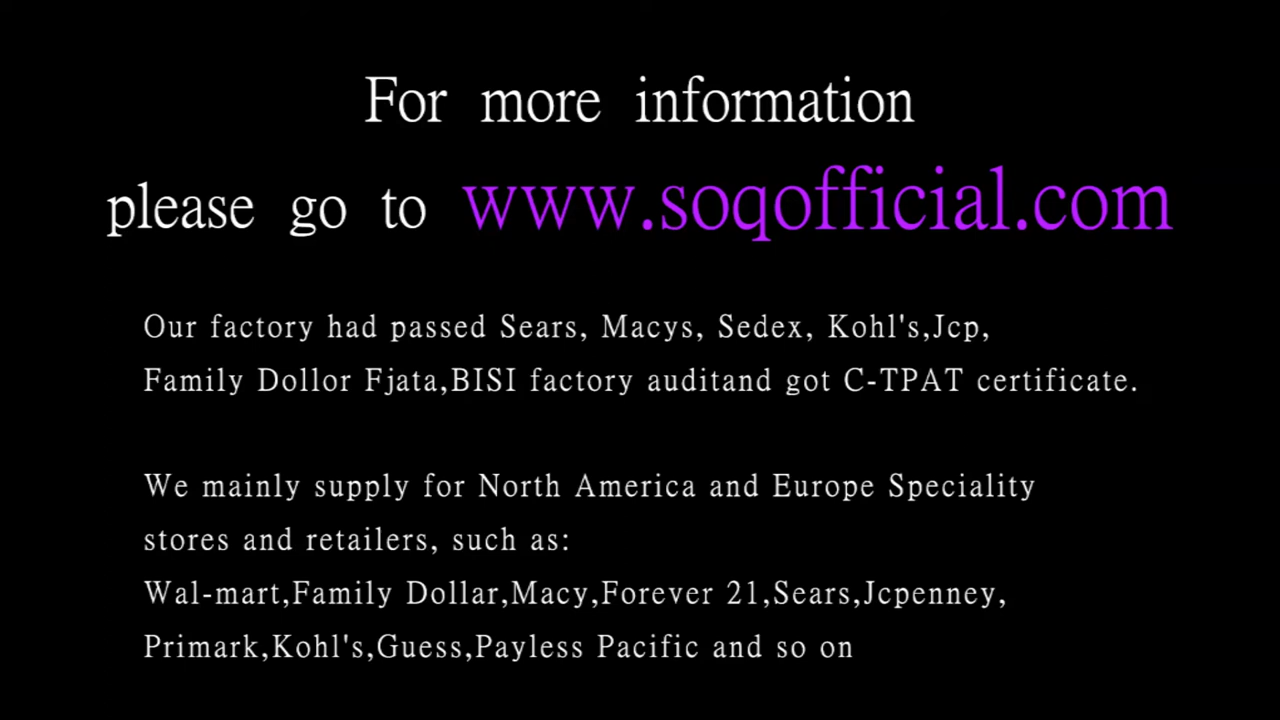 For more information
please go to www.soqofficial.com
Our factory had passed Sears, Macys, Sedex, Kohl's,Jcp,
Family Dollor Fjata,BISI factory auditand got C-TPAT certificate.
We mainly supply for North America and Europe Speciality
stores and retailers, such as:
Wal-mart,Family Dollar,Macy,Forever 21,Sears,Jcpenney,
Primark,Kohl's,Guess,Payless Pacific and so on